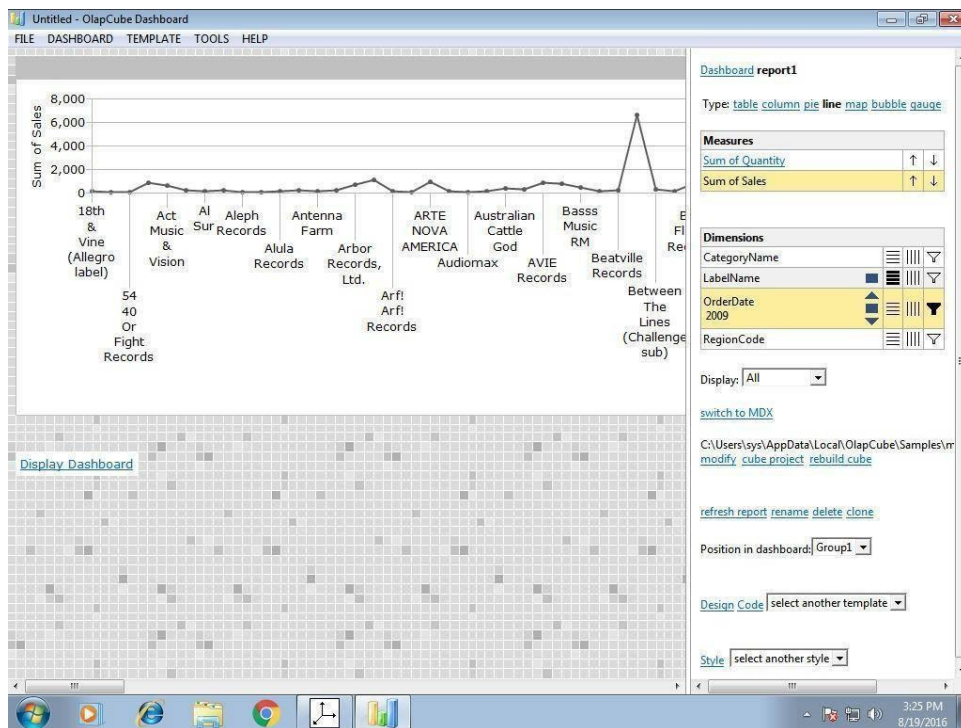 Untitled - OlapCube Dashboard
FILE DASHBOARD TEMPLATE TOOLS HELP
Sum of Sales
8,000
6,000
4,000
2,000
0
18th
&
Vine
(Allegro
label)
54
40
Or
Fight
Records
Act
Music
&
Vision
Al
Sur
Aleph
Records
Alula
Records
Antenna
Farm
Arbor
Records,
Ltd.
Arf!
Arf!
Records
ARTE
NOVA
AMERICA
Audiomax
Australian
Cattle
God
AVIE
Records
Basss
Music
RM
Beatville
Records
Between
The
Lines
(Challenge
sub)
Display Dashboard
Dashboard report1
Type: table column pie line map bubble gauge
Measures
Sum of Quantity ↑ ↓
Sum of Sales ↑ ↓
Dimensions
CategoryName
LabelName
OrderDate
2009
RegionCode
Display: All
switch to MDX
C:\Users\sys\AppData\Local\OlapCube\Samples\m
modify cube project rebuild cube
refresh report rename delete clone
Position in dashboard: Group1
Design Code select another template
Style select another style
3:25 PM
8/19/2016